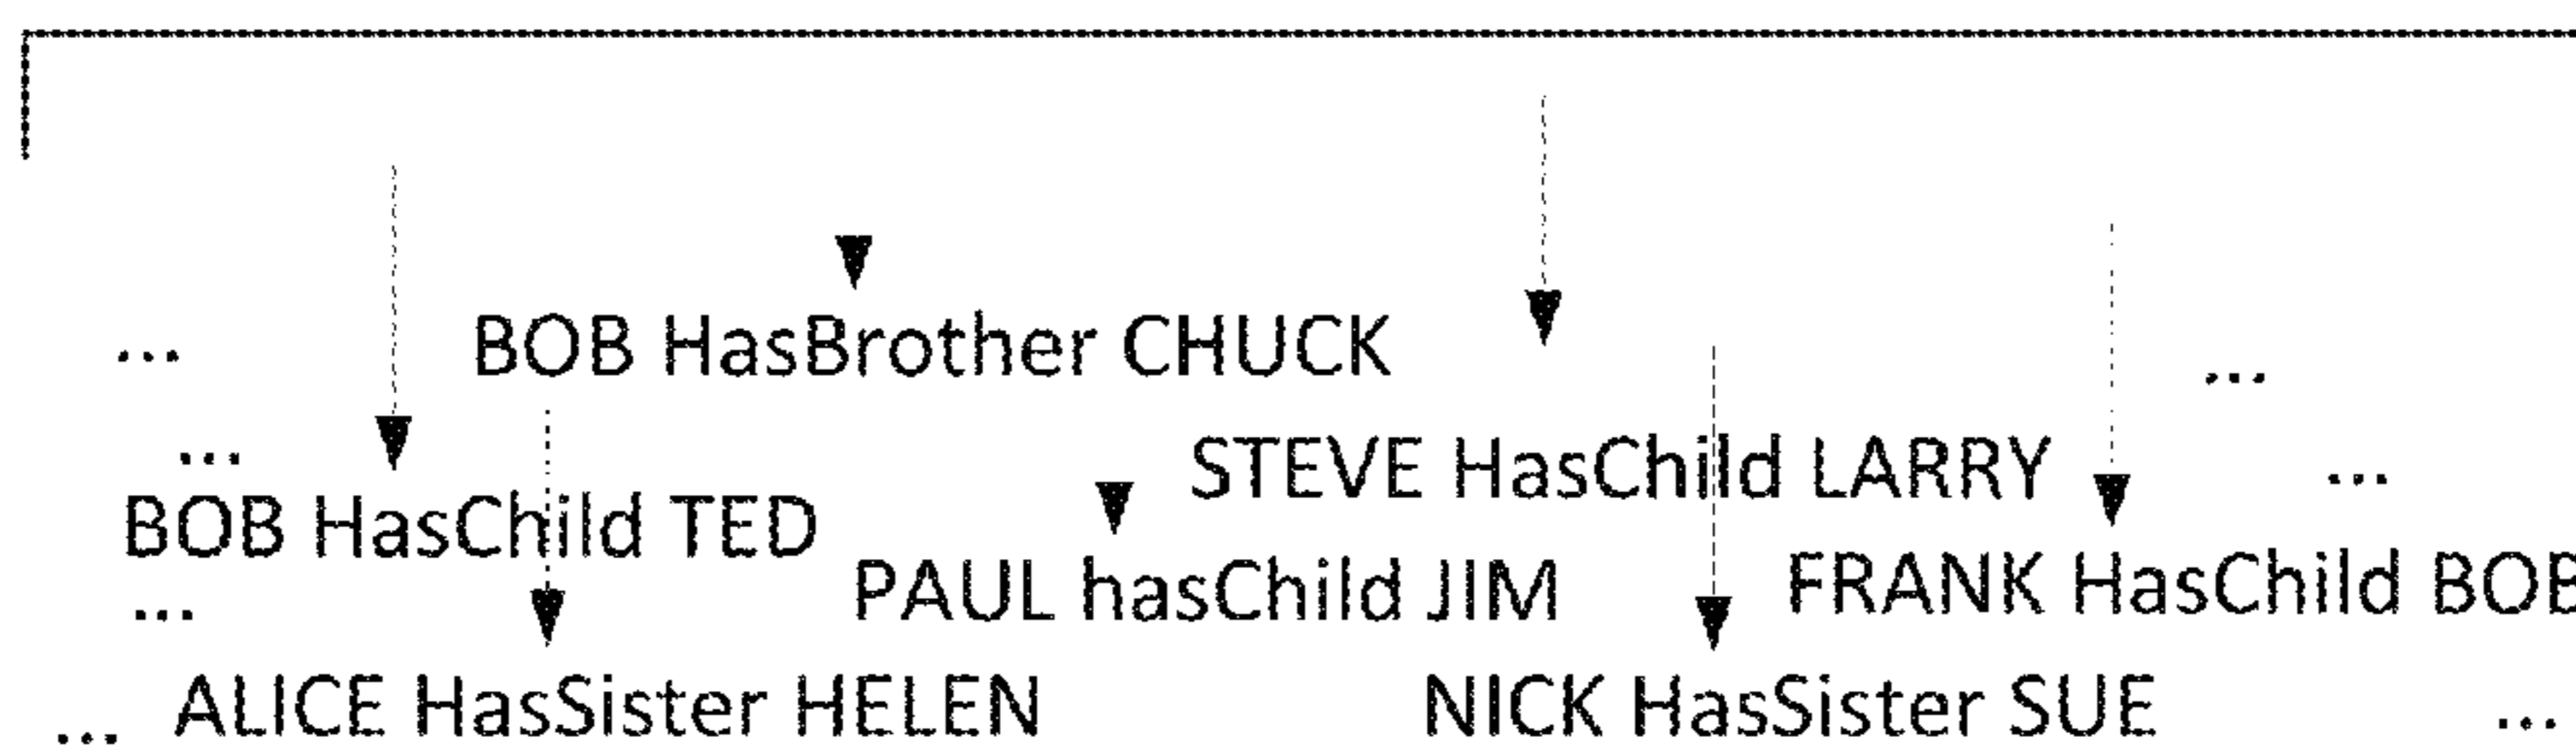 ... BOB HasBrother CHUCK ...
... STEVE HasChild LARRY ...
BOB HasChild TED
... PAUL hasChild JIM FRANK HasChild BOB
... ALICE HasSister HELEN NICK HasSister SUE ...